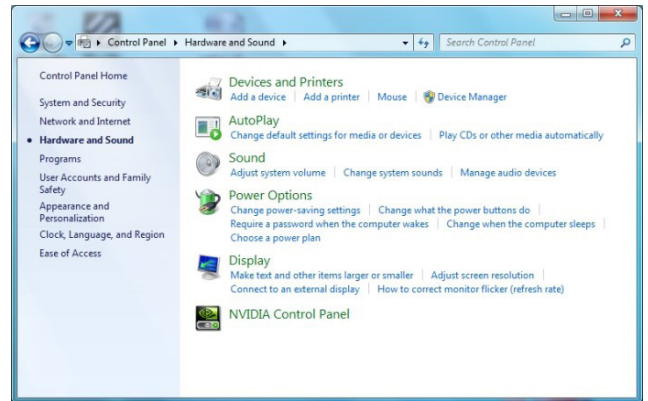 Control Panel ▸ Hardware and Sound ▸
Search Control Panel
Control Panel Home
System and Security
Network and Internet
Hardware and Sound
Programs
User Accounts and Family
Safety
Appearance and
Personalization
Clock, Language, and Region
Ease of Access
Devices and Printers
Add a device | Add a printer | Mouse | Device Manager
AutoPlay
Change default settings for media or devices | Play CDs or other media automatically
Sound
Adjust system volume | Change system sounds | Manage audio devices
Power Options
Change power-saving settings | Change what the power buttons do |
Require a password when the computer wakes | Change when the computer sleeps |
Choose a power plan
Display
Make text and other items larger or smaller | Adjust screen resolution |
Connect to an external display | How to correct monitor flicker (refresh rate)
NVIDIA Control Panel